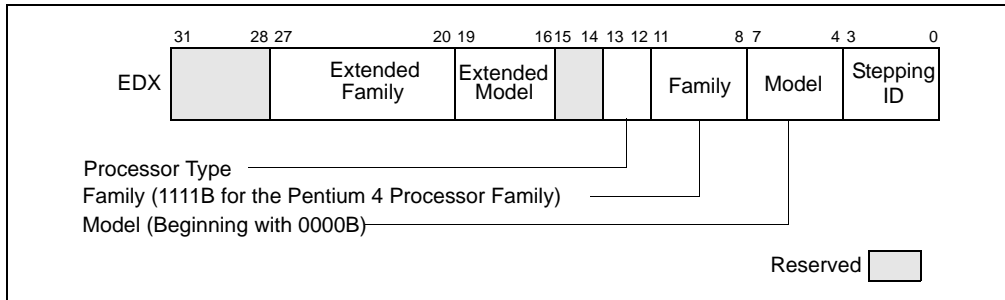 31 28 27 20 19 16 15 14 13 12 11 8 7 4 3 0
EDX
Extended Family
Extended Model
Family
Model
Stepping ID
Processor Type
Family (1111B for the Pentium 4 Processor Family)
Model (Beginning with 0000B)
Reserved